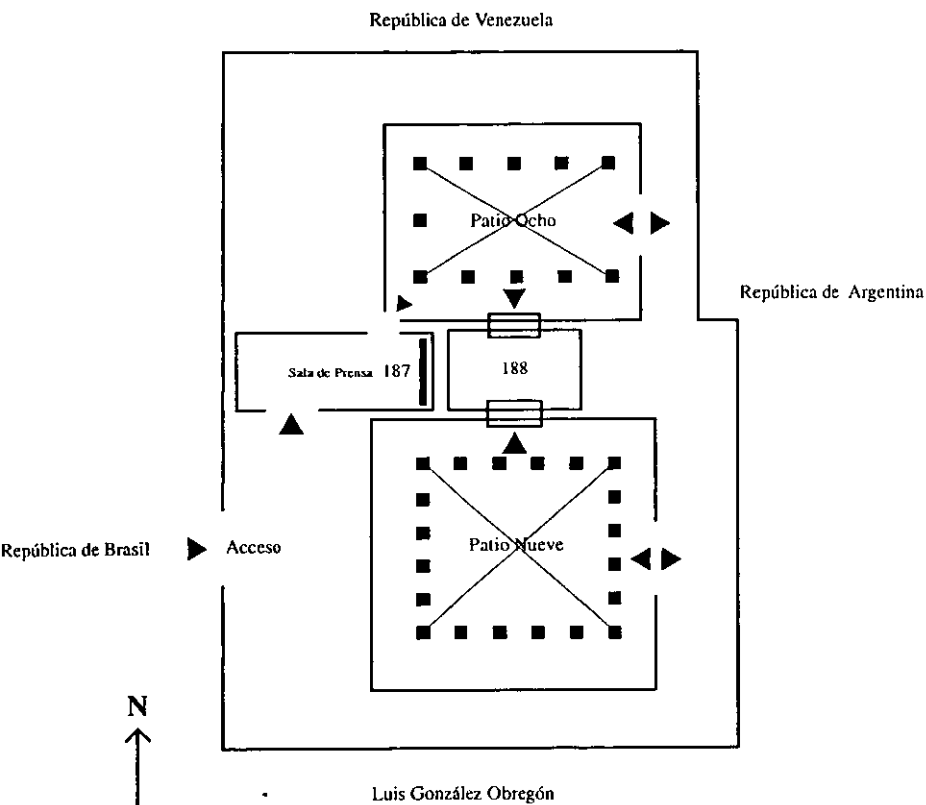 República de Venezuela
Patio Ocho
República de Argentina
Sala de Prensa 187
188
República de Brasil
Acceso
Patio Nueve
N
Luis González Obregón